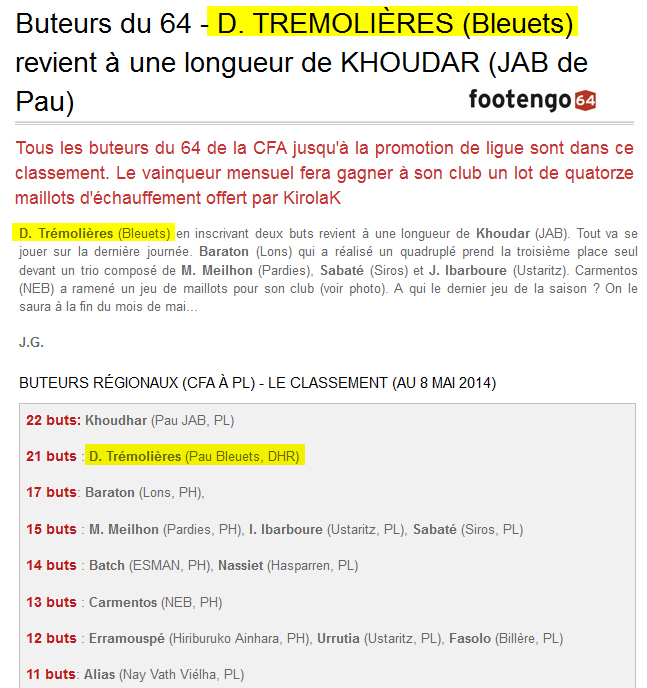 Buteurs du 64 - D. TREMOLIÈRES (Bleuets)
revient à une longueur de KHOUDAR (JAB de
Pau)
footengo 64
Tous les buteurs du 64 de la CFA jusqu'à la promotion de ligue sont dans ce
classement. Le vainqueur mensuel fera gagner à son club un lot de quatorze
maillots d'échauffement offert par KirolaK
D. Trémolières (Bleuets) en inscrivant deux buts revient à une longueur de Khoudar (JAB). Tout va se
jouer sur la dernière journée. Baraton (Lons) qui a réalisé un quadruplé prend la troisième place seul
devant un trio composé de M. Meilhon (Pardies), Sabaté (Siros) et J. Ibarboure (Ustaritz). Carmentos
(NEB) a ramené un jeu de maillots pour son club (voir photo). A qui le dernier jeu de la saison ? On le
saura à la fin du mois de mai...
J.G.
BUTEURS RÉGIONAUX (CFA À PL) - LE CLASSEMENT (AU 8 MAI 2014)
22 buts: Khoudhar (Pau JAB, PL)
21 buts : D. Trémolières (Pau Bleuets, DHR)
17 buts: Baraton (Lons, PH),
15 buts : M. Meilhon (Pardies, PH), I. Ibarboure (Ustaritz, PL), Sabaté (Siros, PL)
14 buts : Batch (ESMAN, PH), Nassiet (Hasparren, PL)
13 buts : Carmentos (NEB, PH)
12 buts : Erramouspé (Hiriburuko Ainhara, PH), Urrutia (Ustaritz, PL), Fasolo (Billère, PL)
11 buts: Alias (Nay Vath Viélha, PL)